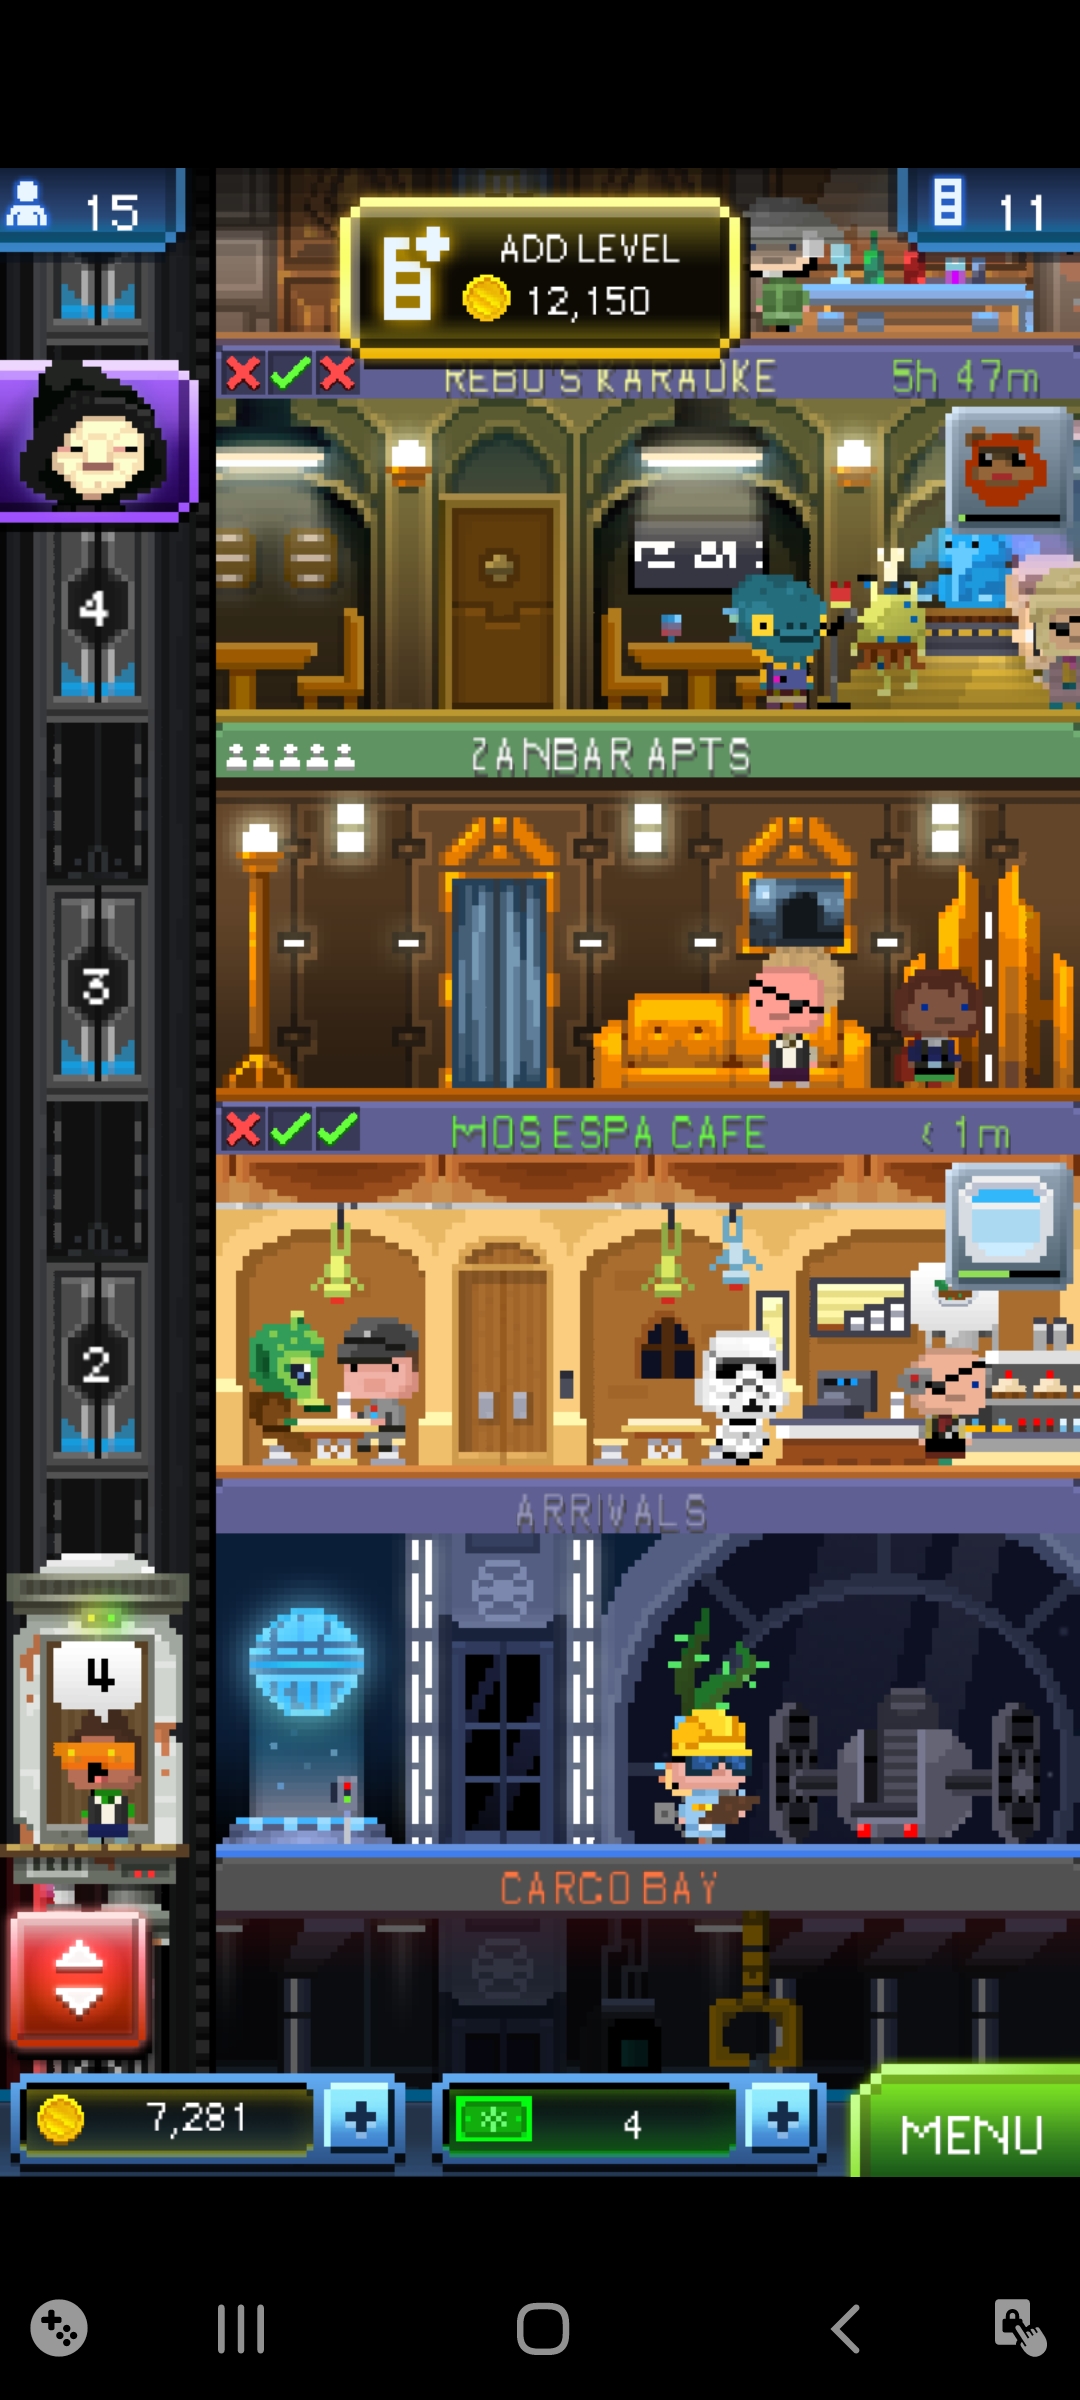 15
ADD LEVEL
12,150
11
REBO'S KARAOKE
5h 47m
4
ZANBAR APTS
3
MOS ESPA CAFE
< 1m
2
ARRIVALS
4
CARGO BAY
7,281
4
MENU